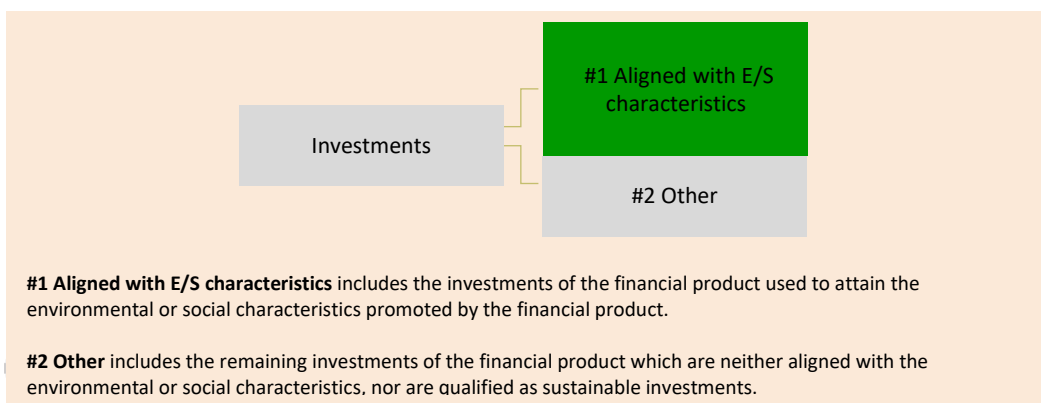 #1 Aligned with E/S
characteristics
Investments
#2 Other
#1 Aligned with E/S characteristics includes the investments of the financial product used to attain the
environmental or social characteristics promoted by the financial product.
#2 Other includes the remaining investments of the financial product which are neither aligned with the
environmental or social characteristics, nor are qualified as sustainable investments.